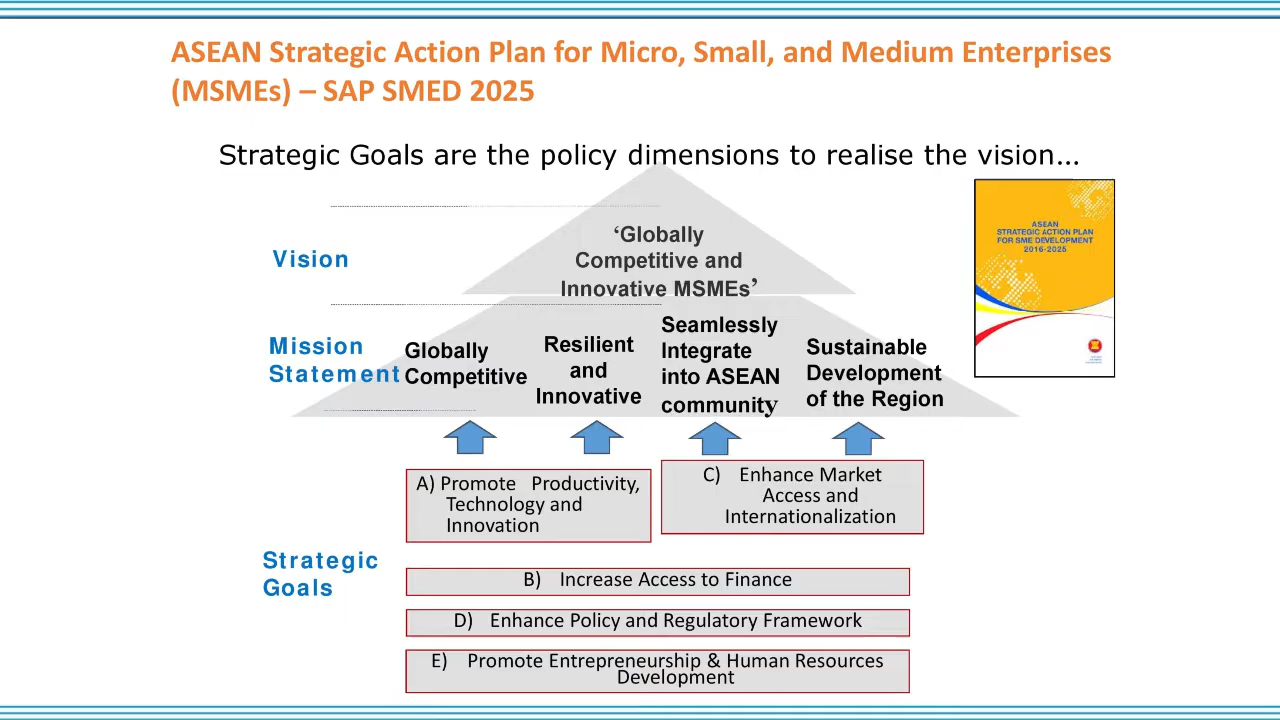 ASEAN Strategic Action Plan for Micro, Small, and Medium Enterprises
(MSMEs) – SAP SMED 2025
Strategic Goals are the policy dimensions to realise the vision...
Vision
‘Globally
Competitive and
Innovative MSMEs’
ASEAN
STRATEGIC ACTION PLAN
FOR SME DEVELOPMENT
2016-2025
Mission
Statement
Globally
Competitive
Resilient
and
Innovative
Seamlessly
Integrate
into ASEAN
community
Sustainable
Development
of the Region
A) Promote Productivity,
Technology and
Innovation
C) Enhance Market
Access and
Internationalization
Strategic
Goals
B) Increase Access to Finance
D) Enhance Policy and Regulatory Framework
E) Promote Entrepreneurship & Human Resources
Development